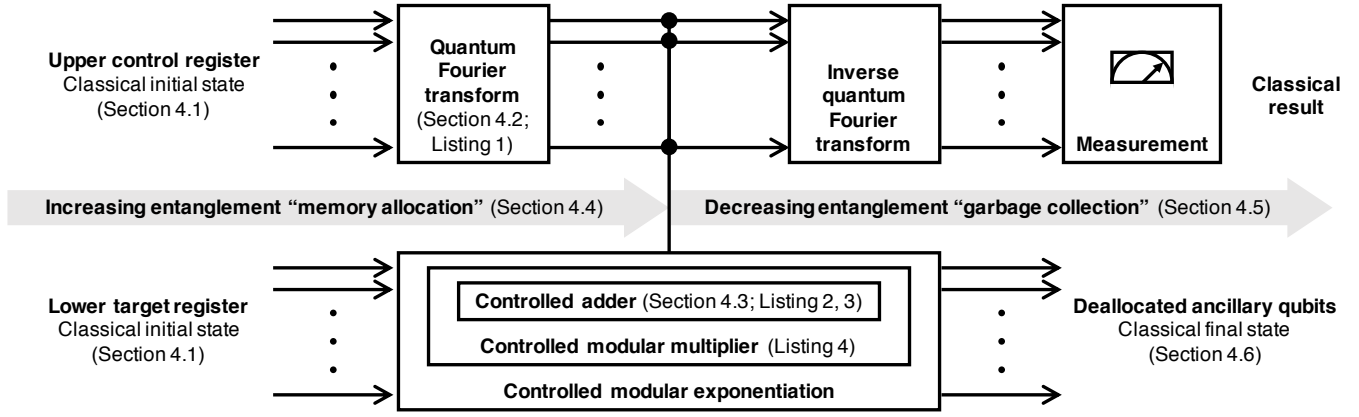 Upper control register
Classical initial state
(Section 4.1)
Quantum
Fourier
transform
(Section 4.2;
Listing 1)
Inverse
quantum
Fourier
transform
Measurement
Classical
result
Increasing entanglement “memory allocation” (Section 4.4)
Decreasing entanglement “garbage collection” (Section 4.5)
Lower target register
Classical initial state
(Section 4.1)
Controlled adder (Section 4.3; Listing 2, 3)
Controlled modular multiplier (Listing 4)
Controlled modular exponentiation
Deallocated ancillary qubits
Classical final state
(Section 4.6)